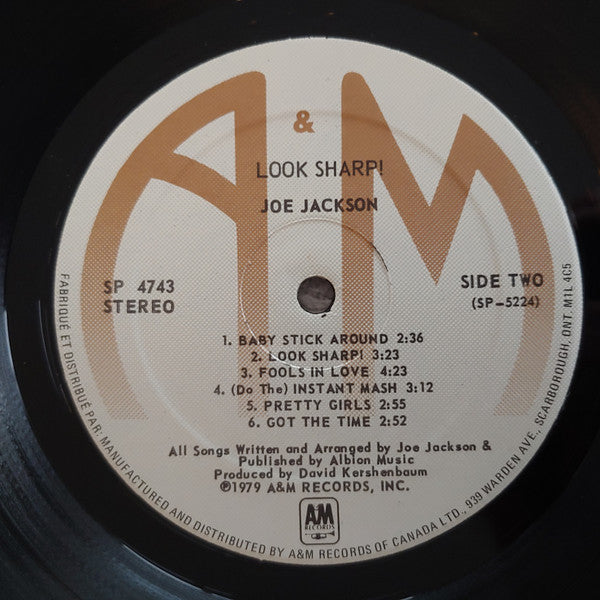 A & M
LOOK SHARP!
JOE JACKSON
SP 4743
STEREO
SIDE TWO
(SP-5224)
1. BABY STICK AROUND 2:36
2. LOOK SHARP! 3:23
3. FOOLS IN LOVE 4:23
4. (Do The) INSTANT MASH 3:12
5. PRETTY GIRLS 2:55
6. GOT THE TIME 2:52
All Songs Written and Arranged by Joe Jackson &
Published by Albion Music
Produced by David Kershenbaum
℗1979 A&M RECORDS, INC.
A&M
RECORDS
FABRIQUÉ ET DISTRIBUÉ PAR: MANUFACTURED AND DISTRIBUTED BY A&M RECORDS OF CANADA LTD., 939 WARDEN AVE., SCARBOROUGH, ONT. M1L 4C5